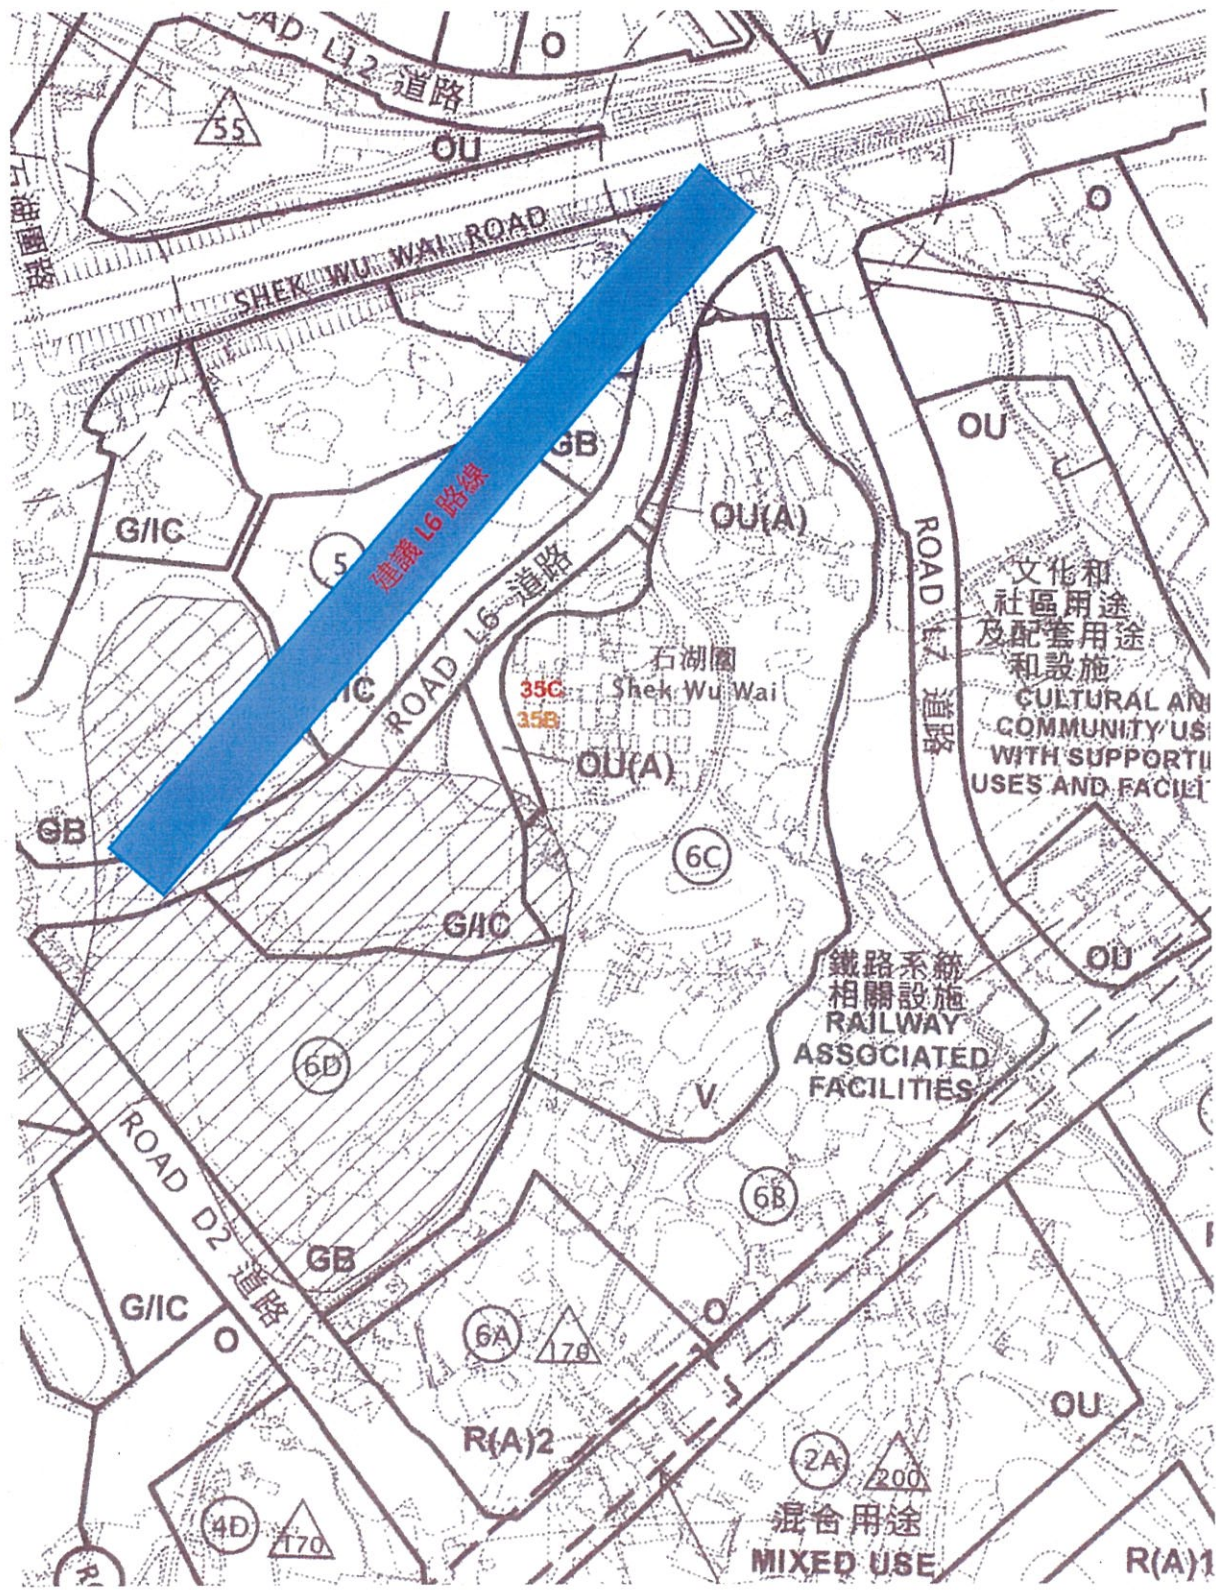 ROAD L12 道路
O
V
55
OU
SHEK WU WAI ROAD
O
OU
GB
G/IC
5
建議 L6 路線
OU(A)
ROAD L6 道路
ROAD L7 道路
文化和
社區用途
及配套用途
和設施
CULTURAL AN
COMMUNITY US
WITH SUPPORTI
USES AND FACILI
石湖圍
Shek Wu Wai
35C
35B
IC
OU(A)
GB
6C
G/IC
OU
鐵路系統
相關設施
RAILWAY
ASSOCIATED
FACILITIES
6D
V
ROAD D2 道路
6B
GB
G/IC
O
6A
170
O
R(A)2
OU
2A
200
4D
170
混合用途
MIXED USE
R(A)1